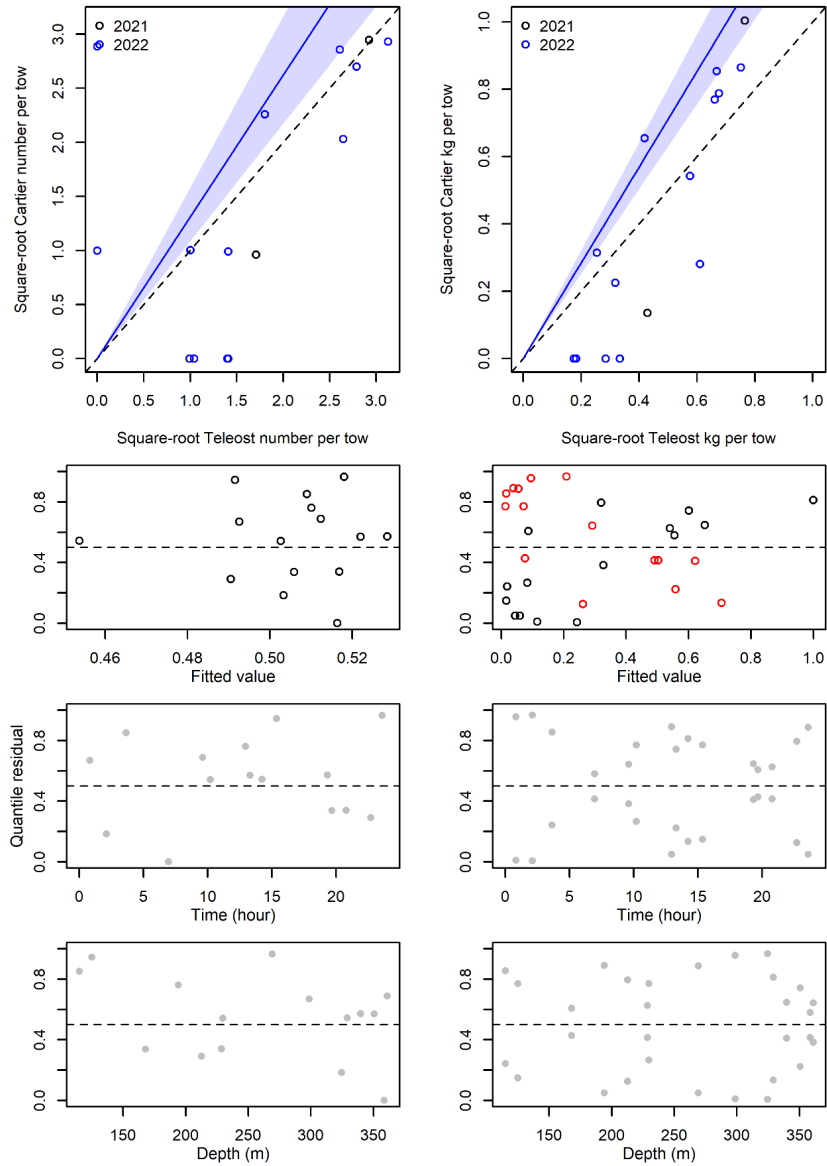 2021
2022
Square-root Cartier number per tow
0.0 0.5 1.0 1.5 2.0 2.5 3.0
0.0 0.5 1.0 1.5 2.0 2.5 3.0
Square-root Teleost number per tow
2021
2022
Square-root Cartier kg per tow
0.0 0.2 0.4 0.6 0.8 1.0
0.0 0.2 0.4 0.6 0.8 1.0
Square-root Teleost kg per tow
0.0 0.4 0.8
0.46 0.48 0.50 0.52
Fitted value
0.0 0.4 0.8
0.0 0.2 0.4 0.6 0.8 1.0
Fitted value
Quantile residual
0.0 0.4 0.8
0 5 10 15 20
Time (hour)
0.0 0.4 0.8
0 5 10 15 20
Time (hour)
0.0 0.4 0.8
150 200 250 300 350
Depth (m)
0.0 0.4 0.8
150 200 250 300 350
Depth (m)